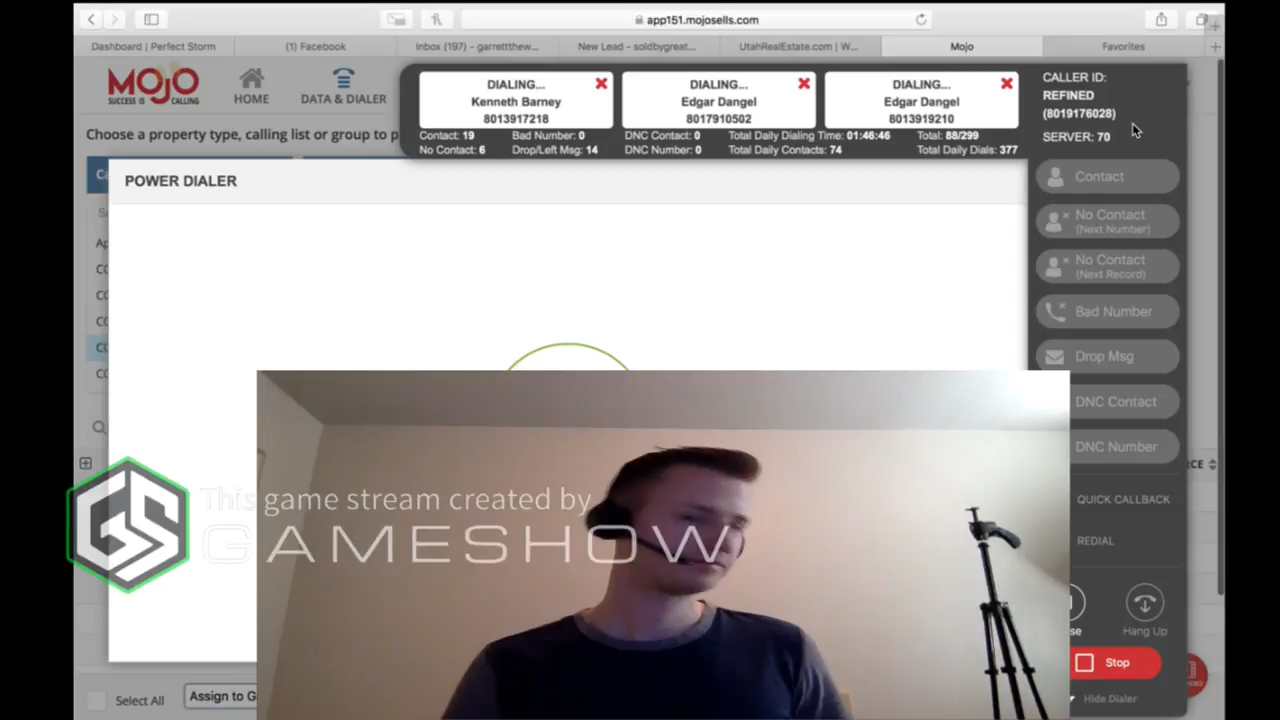 app151.mojosells.com
Dashboard | Perfect Storm
(1) Facebook
Inbox (197) - garrettthew...
New Lead - soldbygreat...
UtahRealEstate.com | W...
Mojo
Favorites
MOJO
SUCCESS IS CALLING
HOME
DATA & DIALER
DIALING...
Kenneth Barney
8013917218
DIALING...
Edgar Dangel
8017910502
DIALING...
Edgar Dangel
8013919210
Contact: 19 Bad Number: 0 DNC Contact: 0 Total Daily Dialing Time: 01:46:46 Total: 88/299
No Contact: 6 Drop/Left Msg: 14 DNC Number: 0 Total Daily Contacts: 74 Total Daily Dials: 377
CALLER ID:
REFINED
(8019176028)
SERVER: 70
Choose a property type, calling list or group to p
POWER DIALER
Contact
No Contact
(Next Number)
No Contact
(Next Record)
Bad Number
Drop Msg
DNC Contact
DNC Number
RCE
QUICK CALLBACK
REDIAL
GS
This game stream created by
GAMESHOW
se
Hang Up
Stop
Select All
Assign to G
Hide Dialer